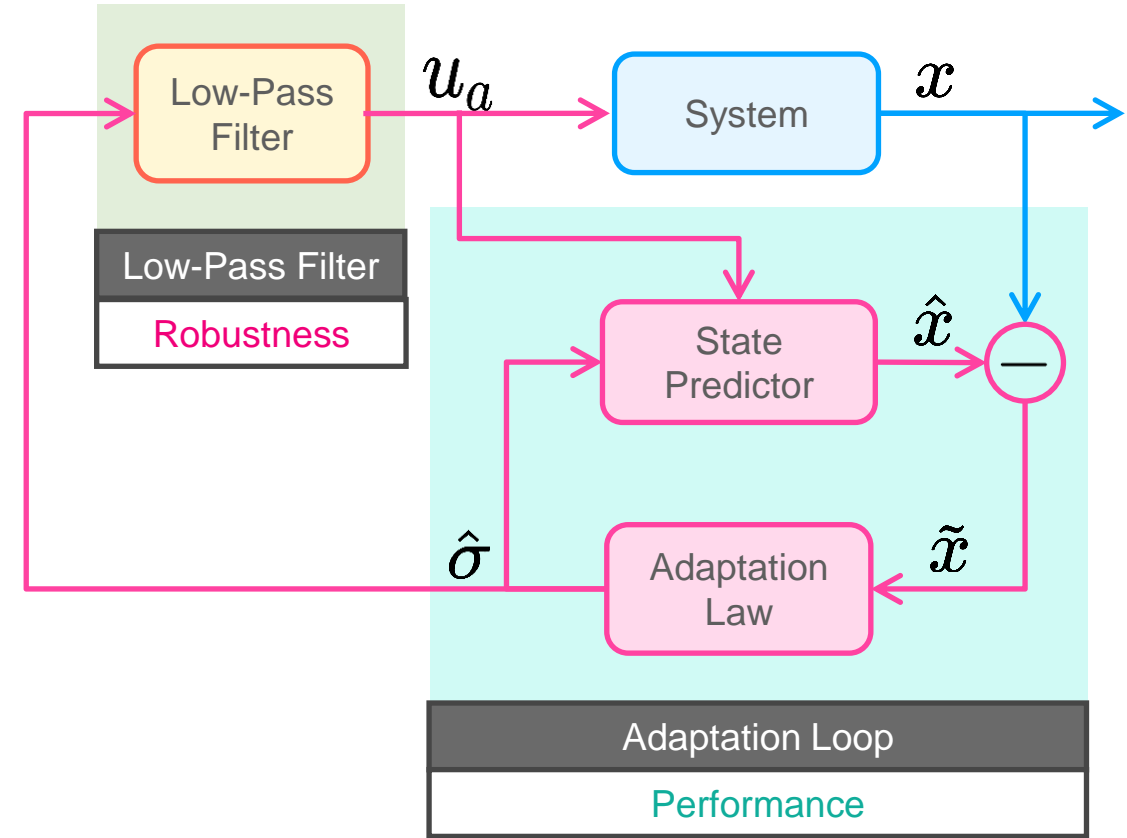 Low-Pass
Filter
u_a
System
x
Low-Pass Filter
Robustness
State
Predictor
x̂
—
σ̂
Adaptation
Law
x̃
Adaptation Loop
Performance